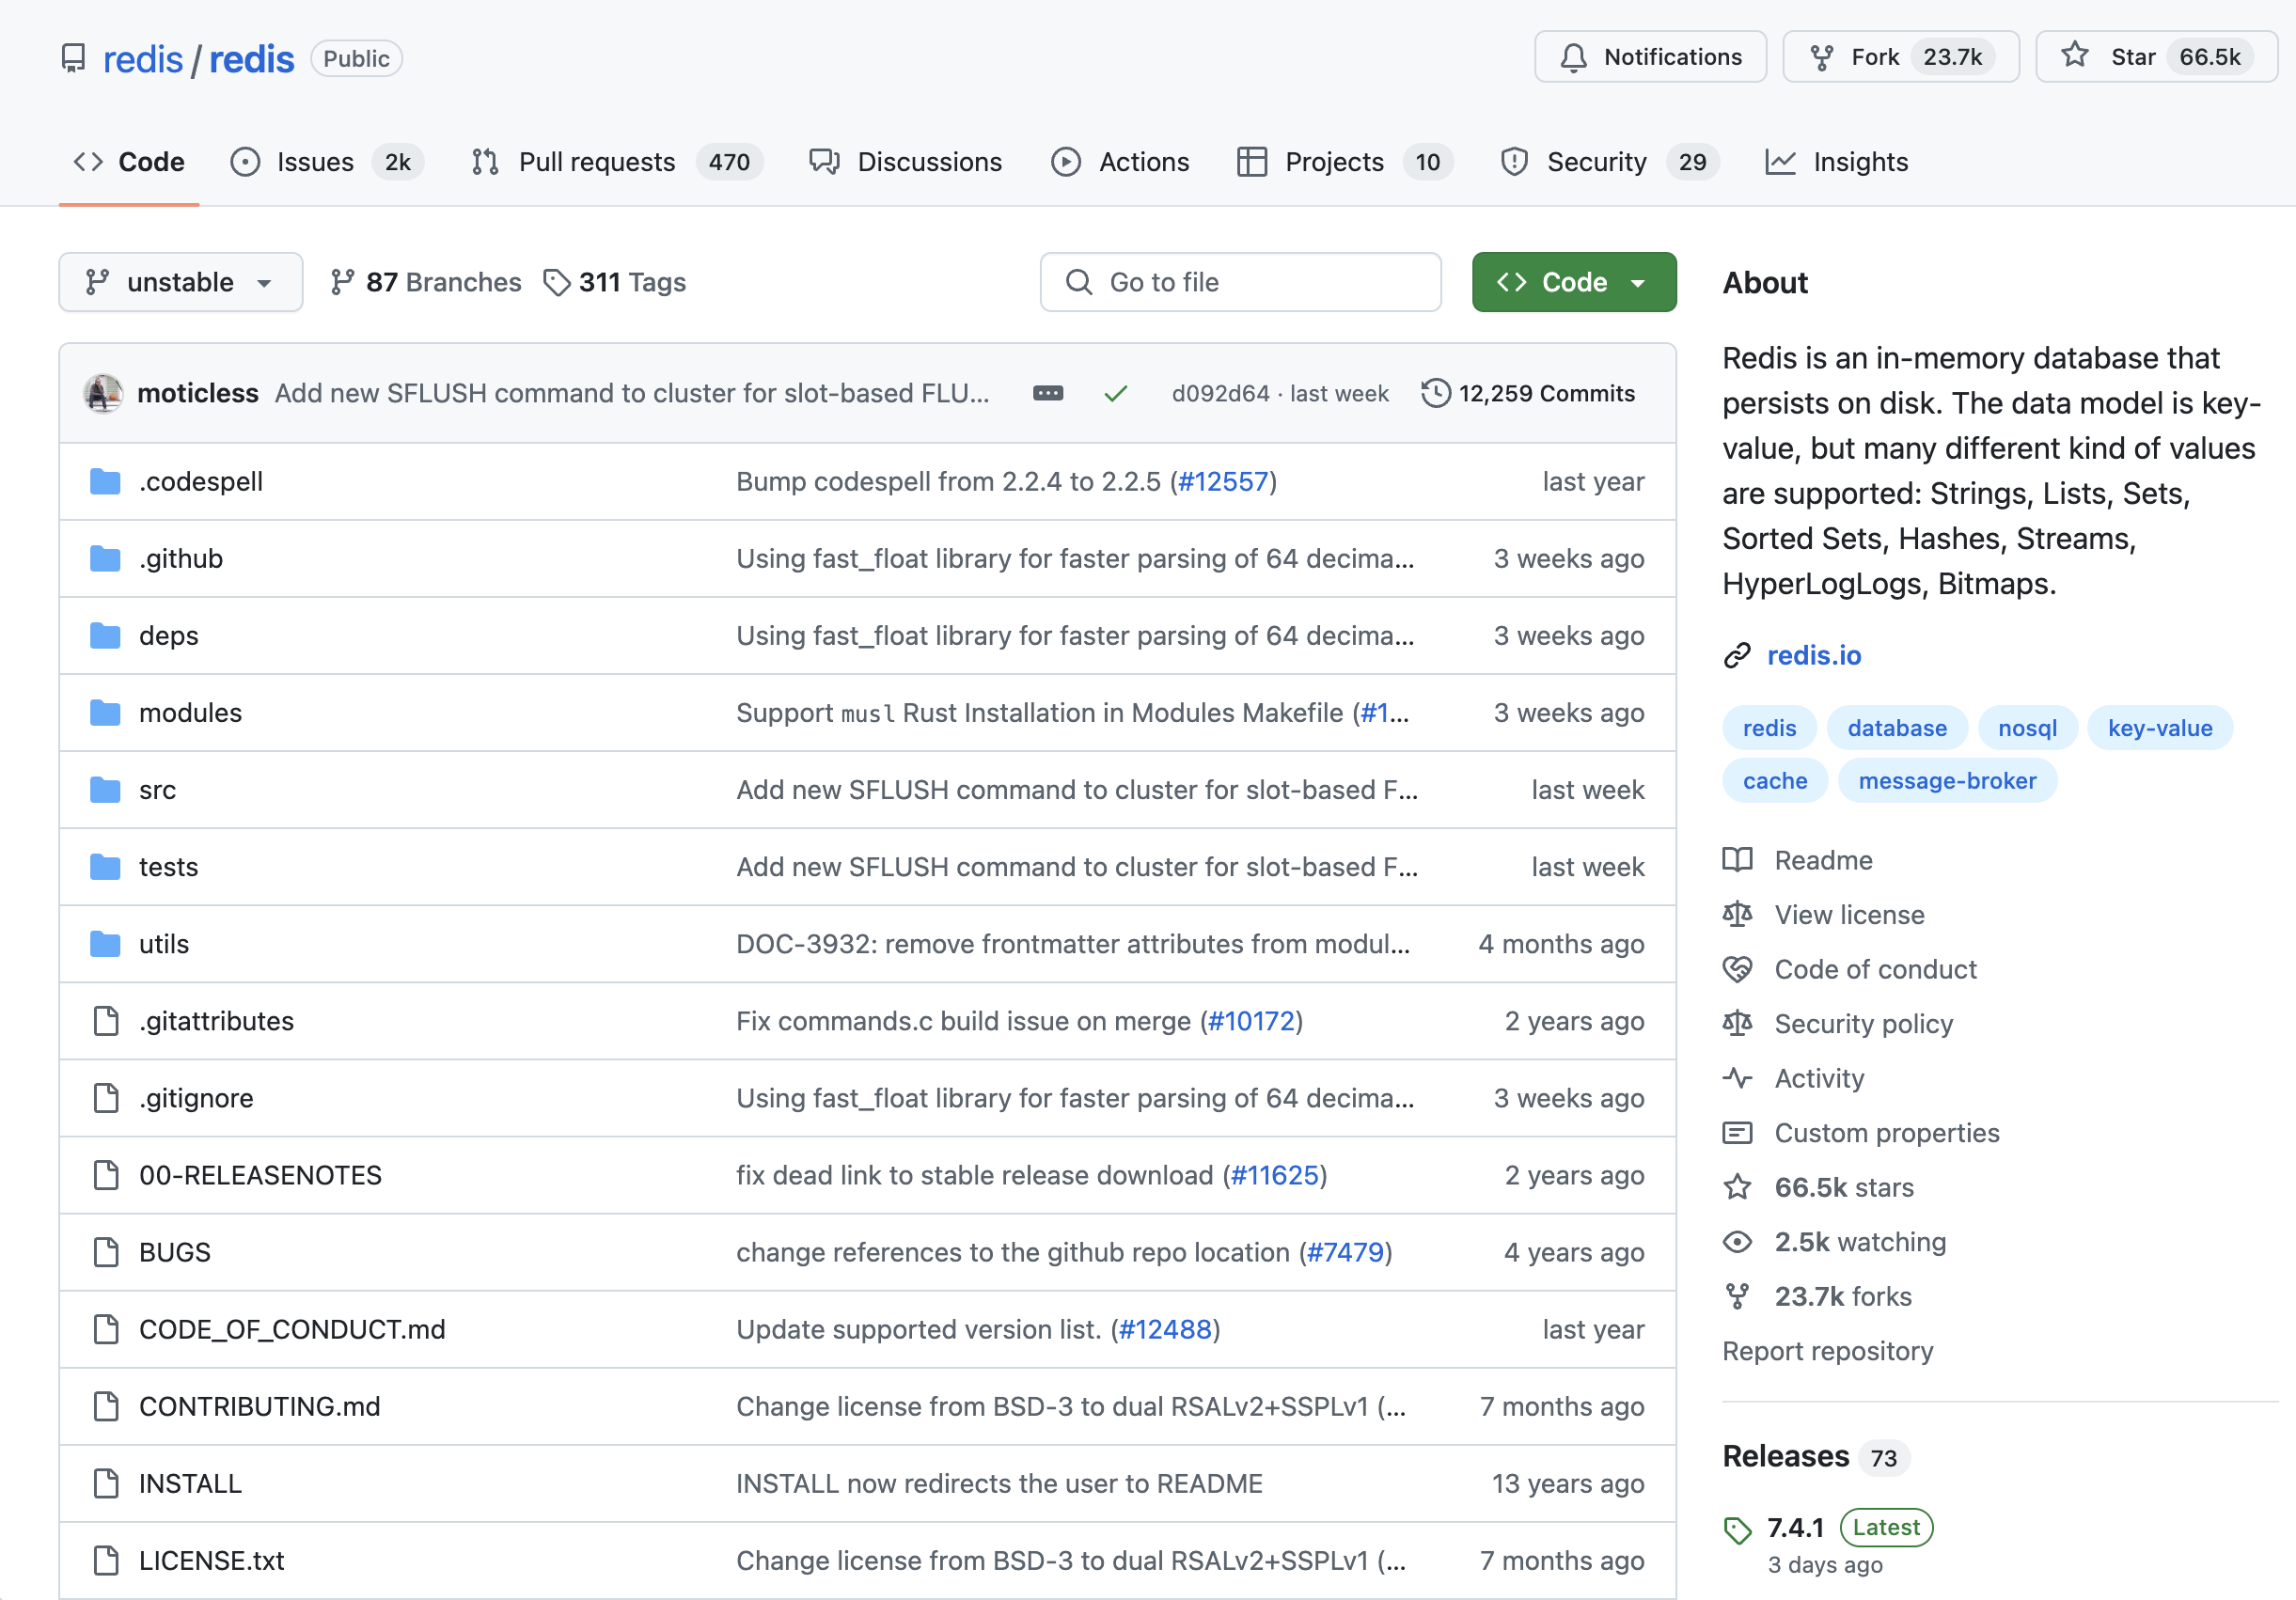 redis / redis Public Notifications Fork 23.7k Star 66.5k
Code Issues 2k Pull requests 470 Discussions Actions Projects 10 Security 29 Insights
unstable 87 Branches 311 Tags Go to file Code
moticless Add new SFLUSH command to cluster for slot-based FLU... d092d64 · last week 12,259 Commits
.codespell Bump codespell from 2.2.4 to 2.2.5 (#12557) last year
.github Using fast_float library for faster parsing of 64 decima... 3 weeks ago
deps Using fast_float library for faster parsing of 64 decima... 3 weeks ago
modules Support musl Rust Installation in Modules Makefile (#1... 3 weeks ago
src Add new SFLUSH command to cluster for slot-based F... last week
tests Add new SFLUSH command to cluster for slot-based F... last week
utils DOC-3932: remove frontmatter attributes from modul... 4 months ago
.gitattributes Fix commands.c build issue on merge (#10172) 2 years ago
.gitignore Using fast_float library for faster parsing of 64 decima... 3 weeks ago
00-RELEASENOTES fix dead link to stable release download (#11625) 2 years ago
BUGS change references to the github repo location (#7479) 4 years ago
CODE_OF_CONDUCT.md Update supported version list. (#12488) last year
CONTRIBUTING.md Change license from BSD-3 to dual RSALv2+SSPLv1 (... 7 months ago
INSTALL INSTALL now redirects the user to README 13 years ago
LICENSE.txt Change license from BSD-3 to dual RSALv2+SSPLv1 (... 7 months ago
About
Redis is an in-memory database that
persists on disk. The data model is key-
value, but many different kind of values
are supported: Strings, Lists, Sets,
Sorted Sets, Hashes, Streams,
HyperLogLogs, Bitmaps.
redis.io
redis database nosql key-value
cache message-broker
Readme
View license
Code of conduct
Security policy
Activity
Custom properties
66.5k stars
2.5k watching
23.7k forks
Report repository
Releases 73
7.4.1 Latest
3 days ago